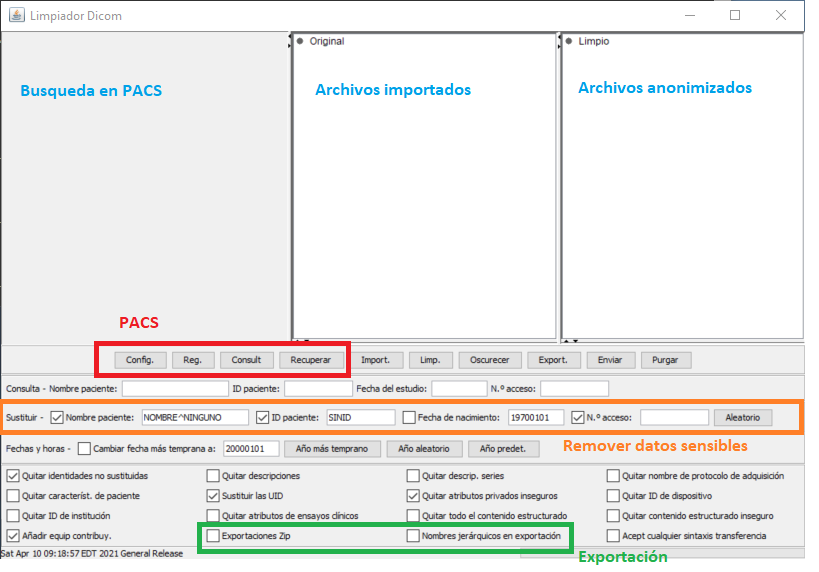 Limpiador Dicom
Original
Limpio
Busqueda en PACS
Archivos importados
Archivos anonimizados
PACS
Config. Reg. Consult Recuperar Import. Limp. Oscurecer Export. Enviar Purgar
Consulta - Nombre paciente: ID paciente: Fecha del estudio: N.º acceso:
Sustituir - Nombre paciente: NOMBRE^NINGUNO ID paciente: SINID Fecha de nacimiento: 19700101 N.º acceso: Aleatorio
Fechas y horas - Cambiar fecha más temprana a: 20000101 Año más temprano Año aleatorio Año predet.
Remover datos sensibles
Quitar identidades no sustituidas Quitar descripciones Quitar descrip. series Quitar nombre de protocolo de adquisición
Quitar característ. de paciente Sustituir las UID Quitar atributos privados inseguros Quitar ID de dispositivo
Quitar ID de institución Quitar atributos de ensayos clínicos Quitar todo el contenido estructurado Quitar contenido estructurado inseguro
Añadir equip contribuy. Exportaciones Zip Nombres jerárquicos en exportación Acept cualquier sintaxis transferencia
Sat Apr 10 09:18:57 EDT 2021 General Release
Exportación